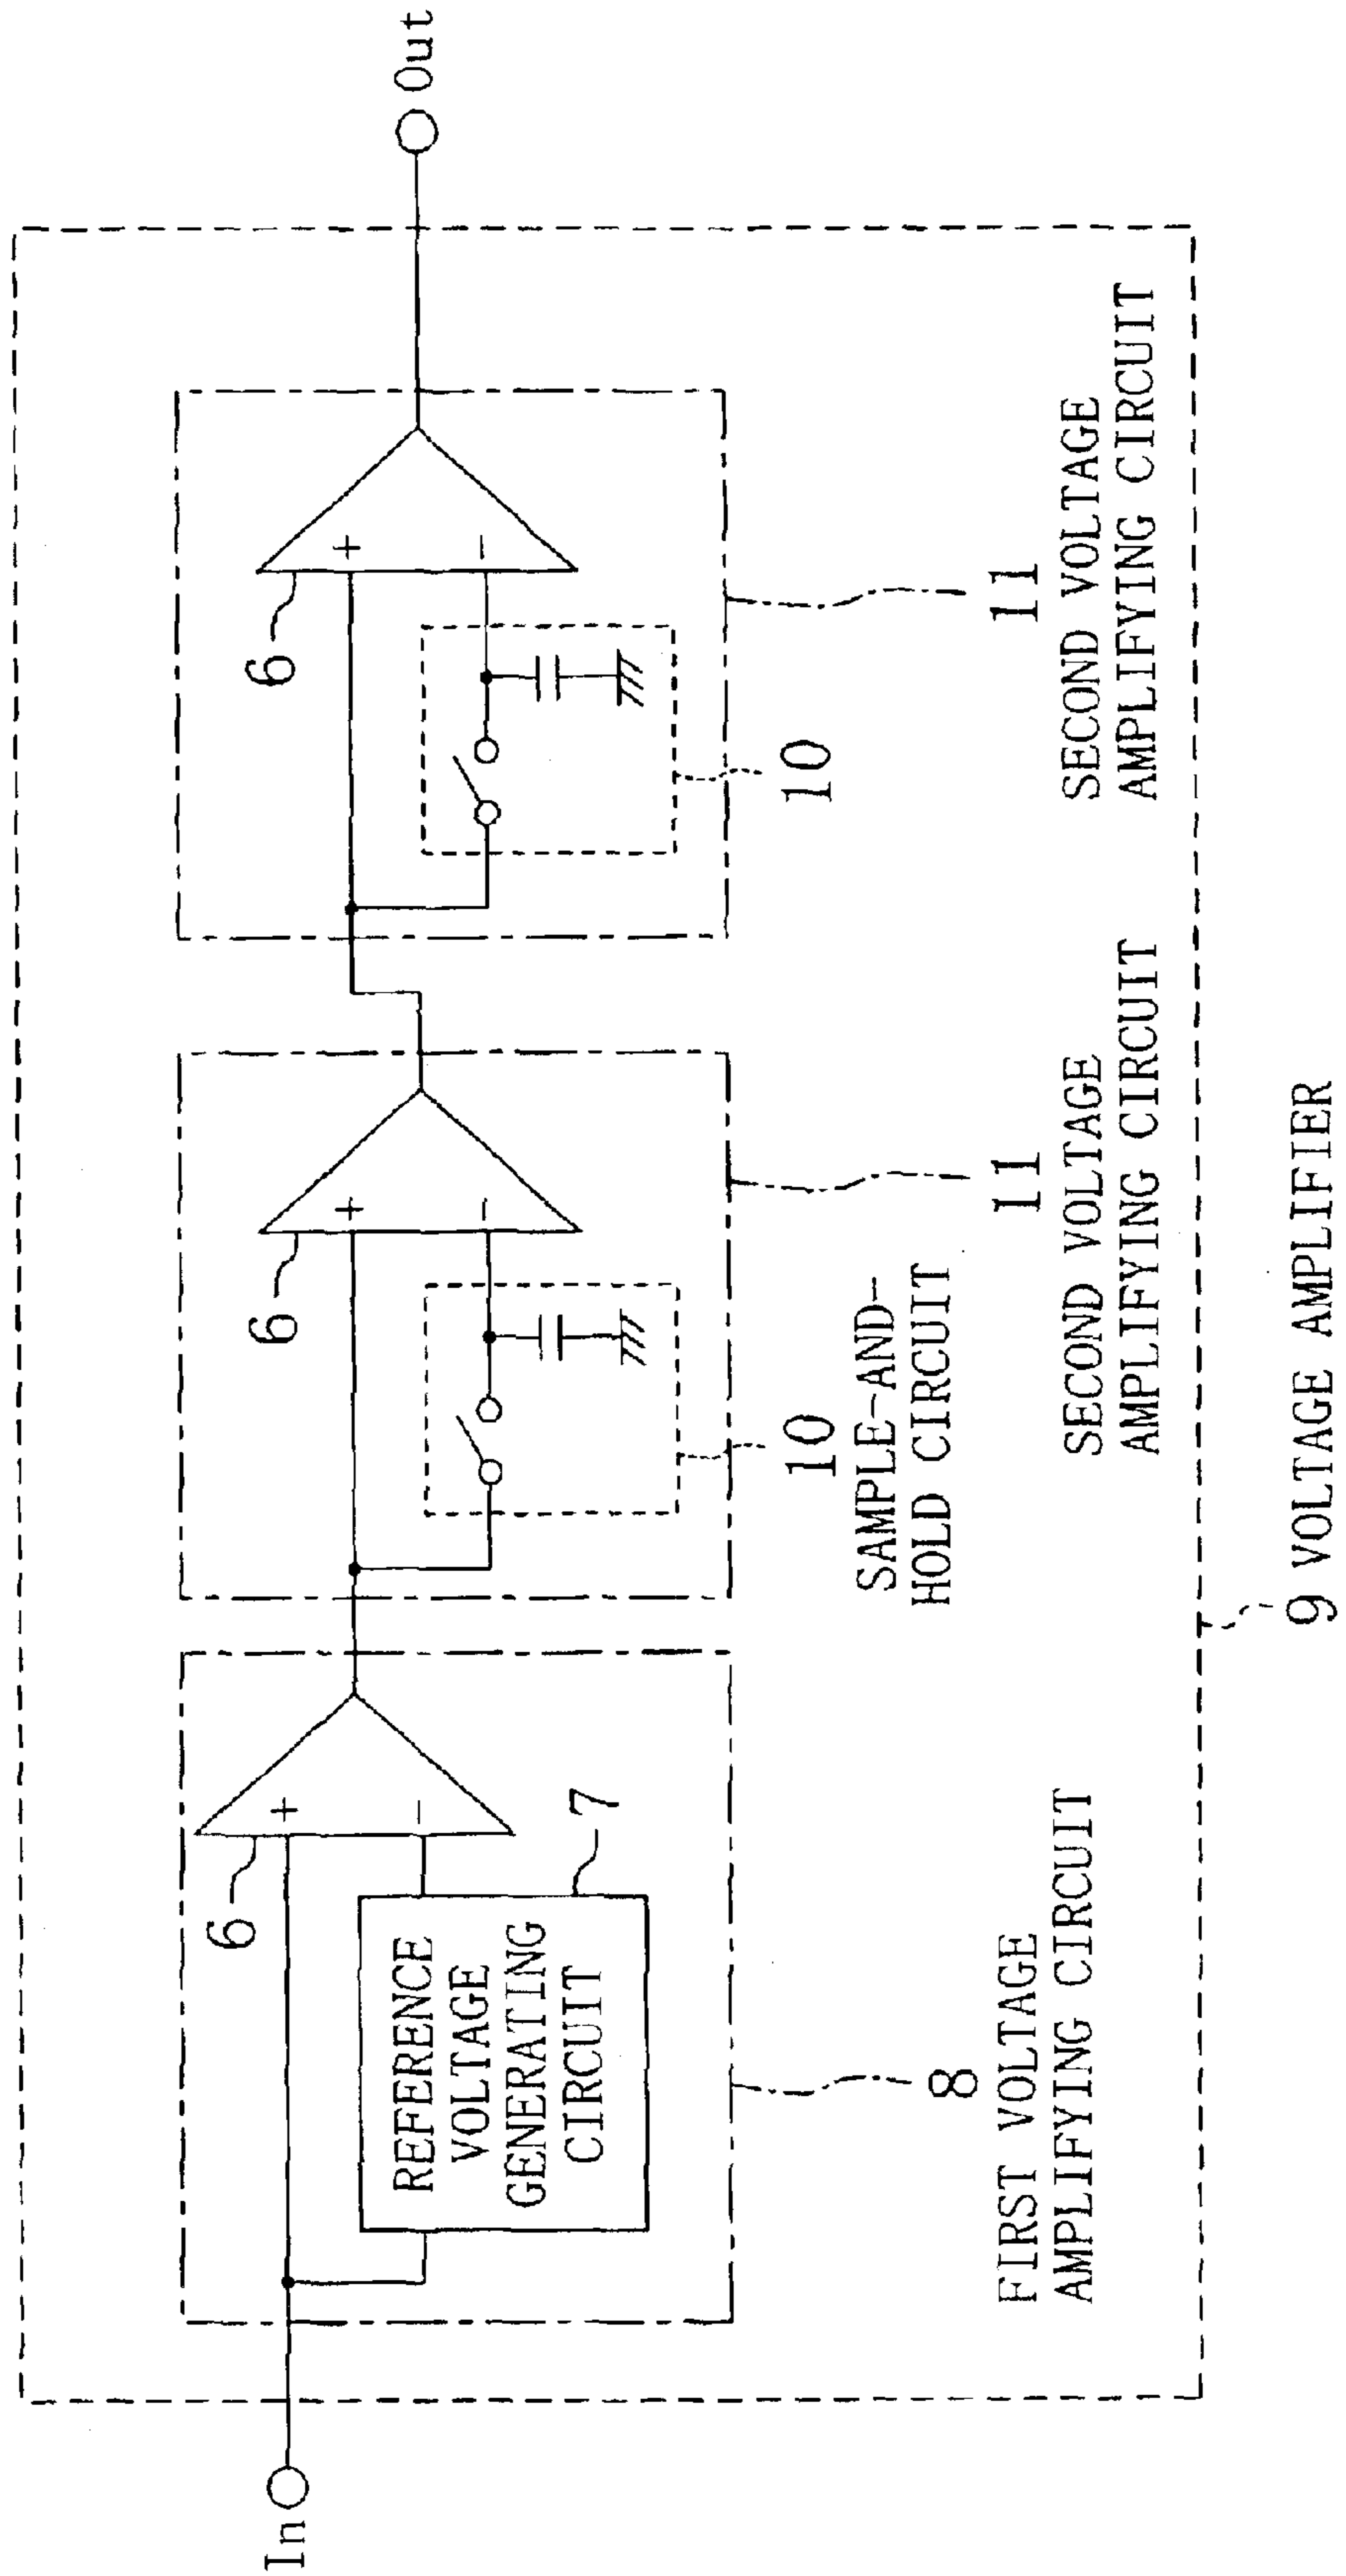 In
Out
6
+
−
REFERENCE
VOLTAGE
GENERATING
CIRCUIT
7
8
FIRST VOLTAGE
AMPLIFYING CIRCUIT
6
+
−
10
SAMPLE-AND-
HOLD CIRCUIT
11
SECOND VOLTAGE
AMPLIFYING CIRCUIT
6
+
−
10
11
SECOND VOLTAGE
AMPLIFYING CIRCUIT
9 VOLTAGE AMPLIFIER